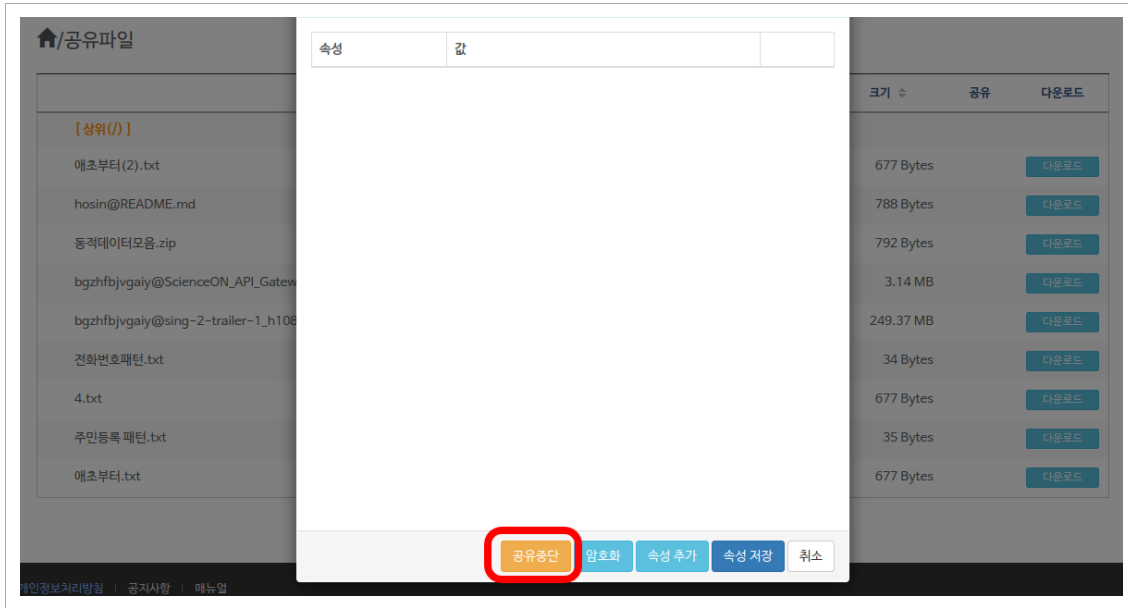 /공유파일
속성 값
크기 공유 다운로드
[ 상위(/) ]
애초부터(2).txt 677 Bytes 다운로드
hosin@README.md 788 Bytes 다운로드
동적데이터모음.zip 792 Bytes 다운로드
bgzhfbjvgaiy@ScienceON_API_Gatew 3.14 MB 다운로드
bgzhfbjvgaiy@sing-2-trailer-1_h108 249.37 MB 다운로드
전화번호패턴.txt 34 Bytes 다운로드
4.txt 677 Bytes 다운로드
주민등록 패턴.txt 35 Bytes 다운로드
애초부터.txt 677 Bytes 다운로드
공유중단 암호화 속성 추가 속성 저장 취소
개인정보처리방침 | 공지사항 | 매뉴얼